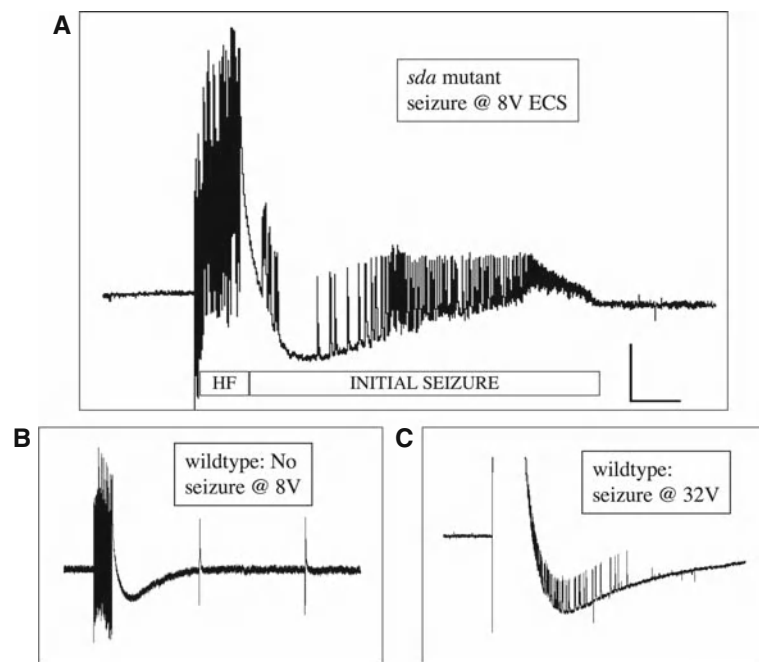 A
sda mutant
seizure @ 8V ECS
HF
INITIAL SEIZURE
B
wildtype: No
seizure @ 8V
C
wildtype:
seizure @ 32V